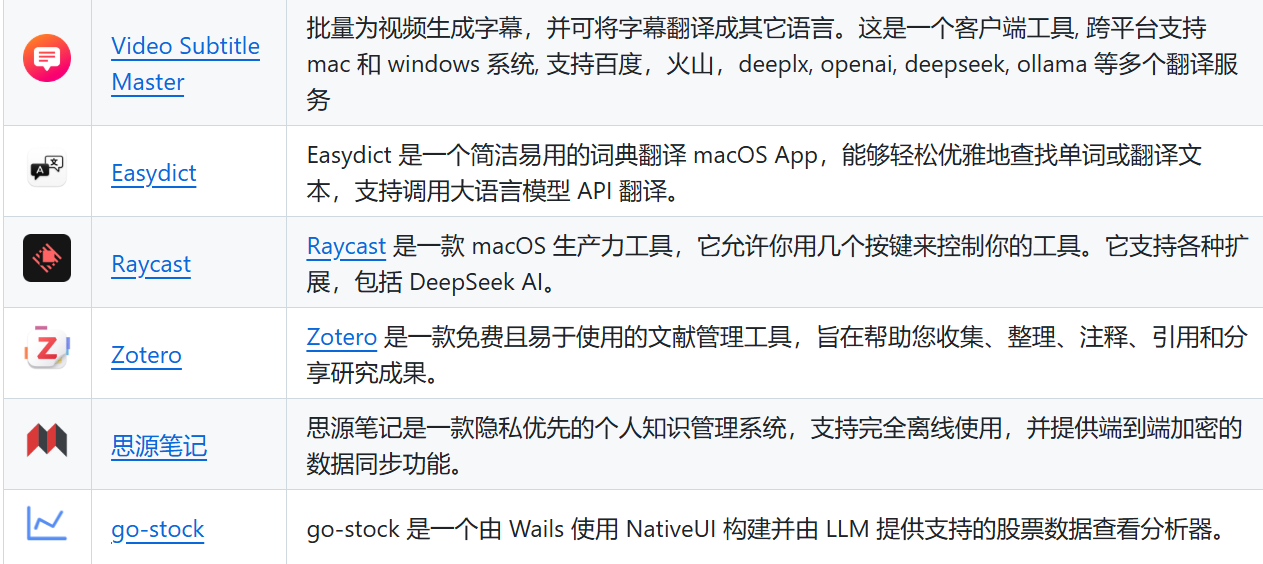 Video Subtitle
Master
批量为视频生成字幕，并可将字幕翻译成其它语言。这是一个客户端工具, 跨平台支持
mac 和 windows 系统, 支持百度，火山，deeplx, openai, deepseek, ollama 等多个翻译服
务
Easydict
Easydict 是一个简洁易用的词典翻译 macOS App，能够轻松优雅地查找单词或翻译文
本，支持调用大语言模型 API 翻译。
Raycast
Raycast 是一款 macOS 生产力工具，它允许你用几个按键来控制你的工具。它支持各种扩
展，包括 DeepSeek AI。
Zotero
Zotero 是一款免费且易于使用的文献管理工具，旨在帮助您收集、整理、注释、引用和分
享研究成果。
思源笔记
思源笔记是一款隐私优先的个人知识管理系统，支持完全离线使用，并提供端到端加密的
数据同步功能。
go-stock
go-stock 是一个由 Wails 使用 NativeUI 构建并由 LLM 提供支持的股票数据查看分析器。